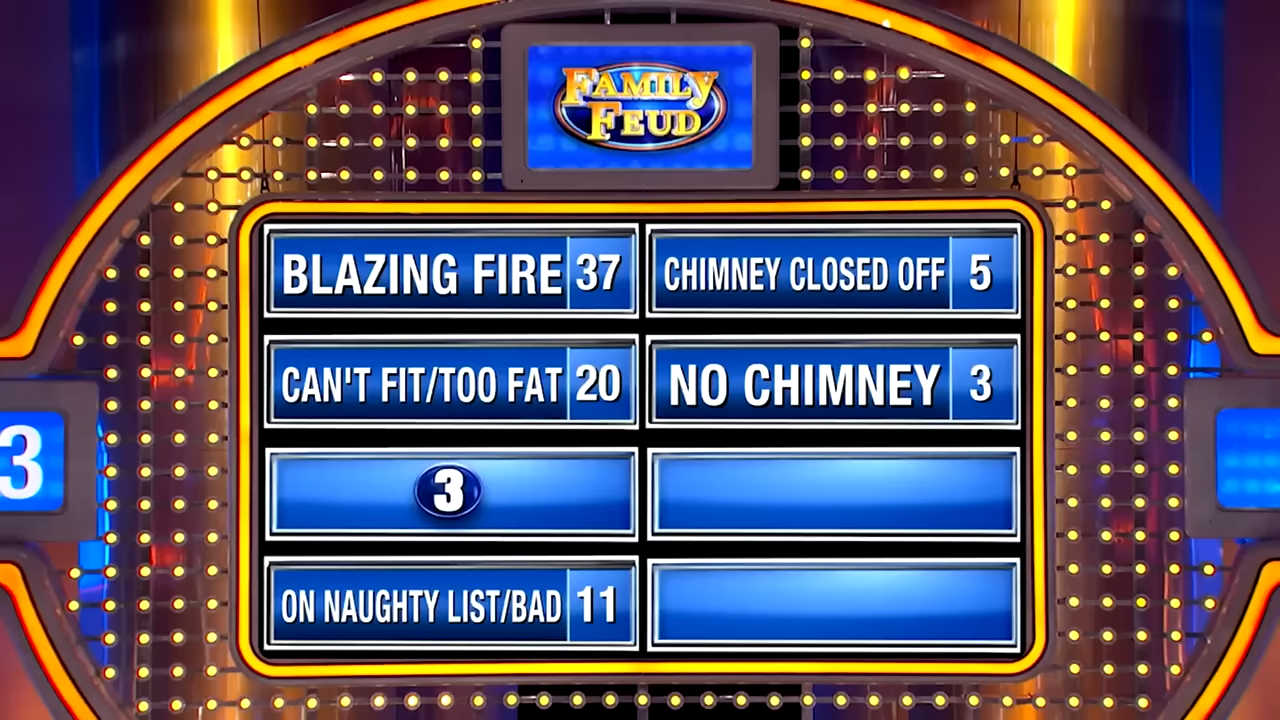 FAMILY
FEUD
BLAZING FIRE 37
CAN'T FIT/TOO FAT 20
3
ON NAUGHTY LIST/BAD 11
CHIMNEY CLOSED OFF 5
NO CHIMNEY 3
3